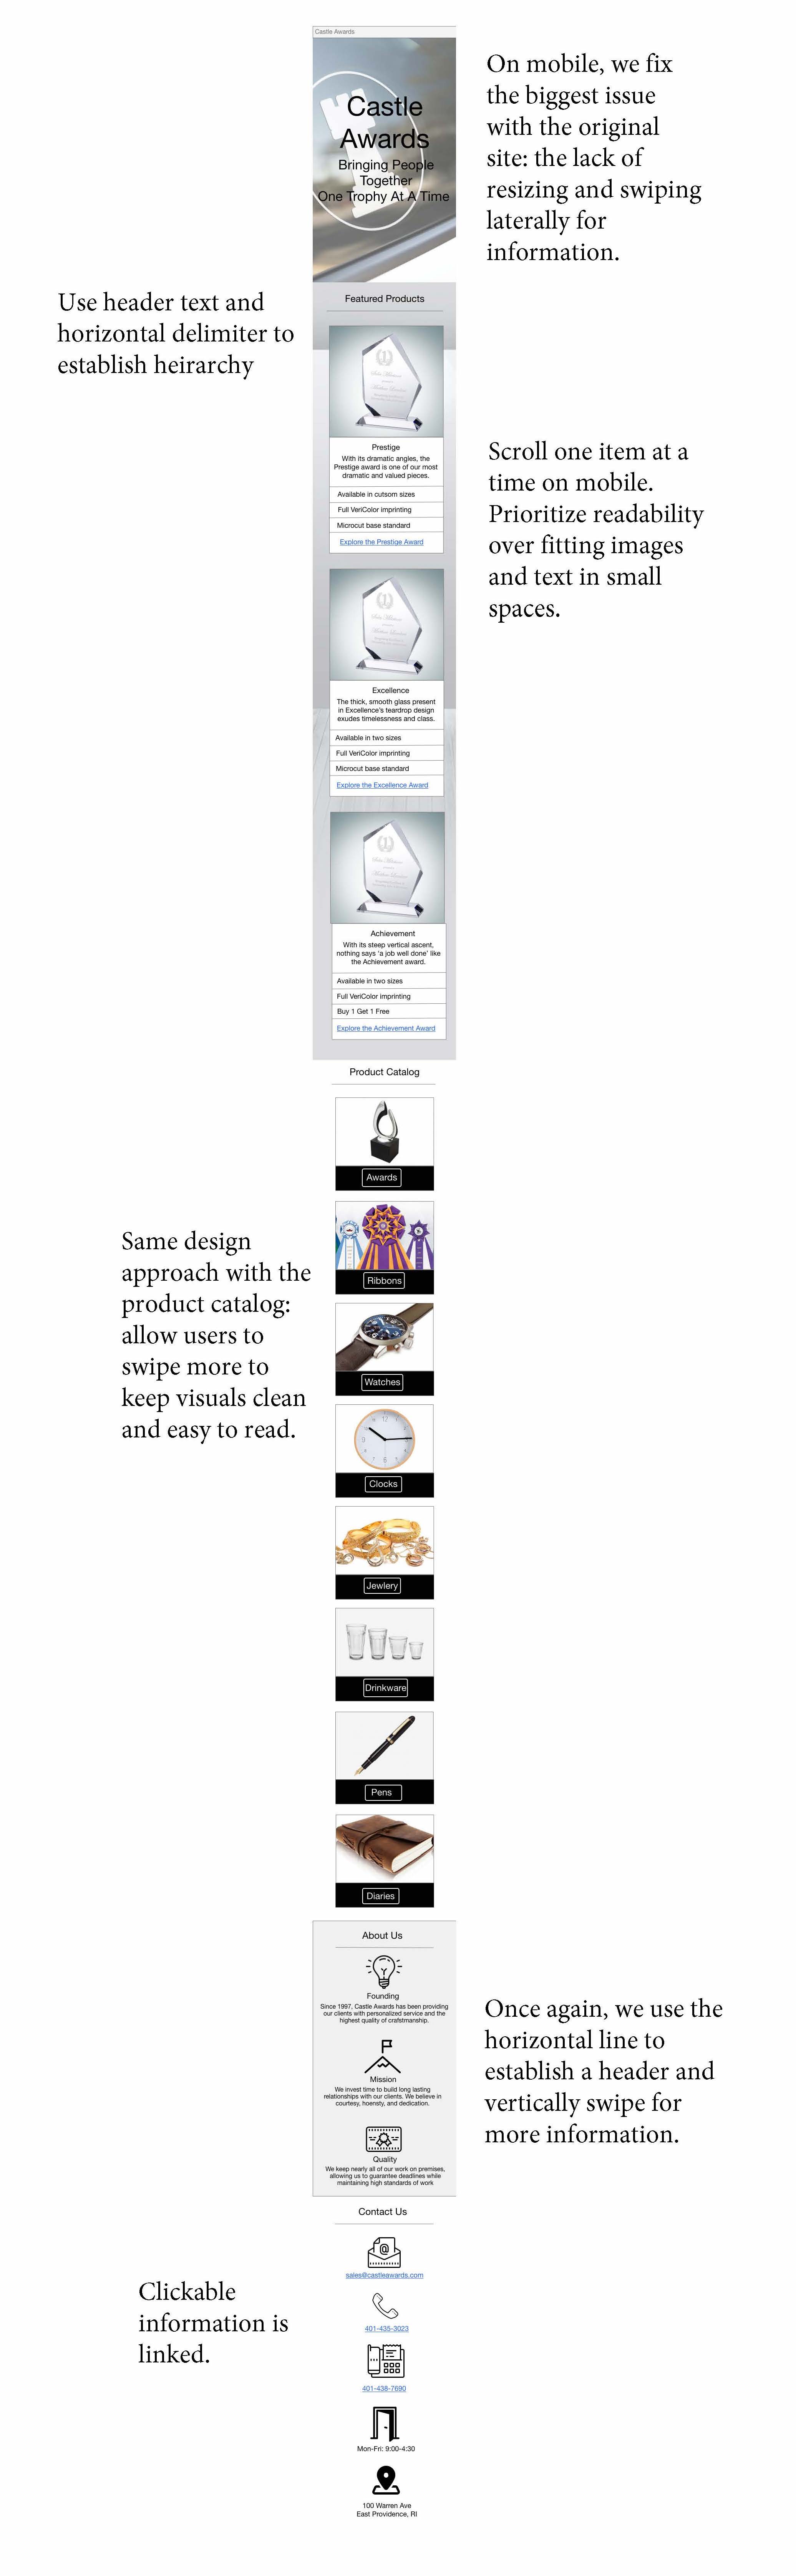 Castle Awards
Castle
Awards
Bringing People
Together
One Trophy At A Time
On mobile, we fix
the biggest issue
with the original
site: the lack of
resizing and swiping
laterally for
information.
Use header text and
horizontal delimiter to
establish heirarchy
Featured Products
Prestige
With its dramatic angles, the
Prestige award is one of our most
dramatic and valued pieces.
Available in cutsom sizes
Full VeriColor imprinting
Microcut base standard
Explore the Prestige Award
Scroll one item at a
time on mobile.
Prioritize readability
over fitting images
and text in small
spaces.
Excellence
The thick, smooth glass present
in Excellence's teardrop design
exudes timelessness and class.
Available in two sizes
Full VeriColor imprinting
Microcut base standard
Explore the Excellence Award
Achievement
With its steep vertical ascent,
nothing says 'a job well done' like
the Achievement award.
Available in two sizes
Full VeriColor imprinting
Buy 1 Get 1 Free
Explore the Achievement Award
Product Catalog
Awards
Same design
approach with the
product catalog:
allow users to
swipe more to
keep visuals clean
and easy to read.
Ribbons
Watches
Clocks
Jewlery
Drinkware
Pens
Diaries
About Us
Founding
Since 1997, Castle Awards has been providing
our clients with personalized service and the
highest quality of crafstmanship.
Mission
We invest time to build long lasting
relationships with our clients. We believe in
courtesy, hoensty, and dedication.
Quality
We keep nearly all of our work on premises,
allowing us to guarantee deadlines while
maintaining high standards of work
Once again, we use the
horizontal line to
establish a header and
vertically swipe for
more information.
Contact Us
@
sales@castleawards.com
401-435-3023
401-438-7690
Mon-Fri: 9:00-4:30
100 Warren Ave
East Providence, RI
Clickable
information is
linked.